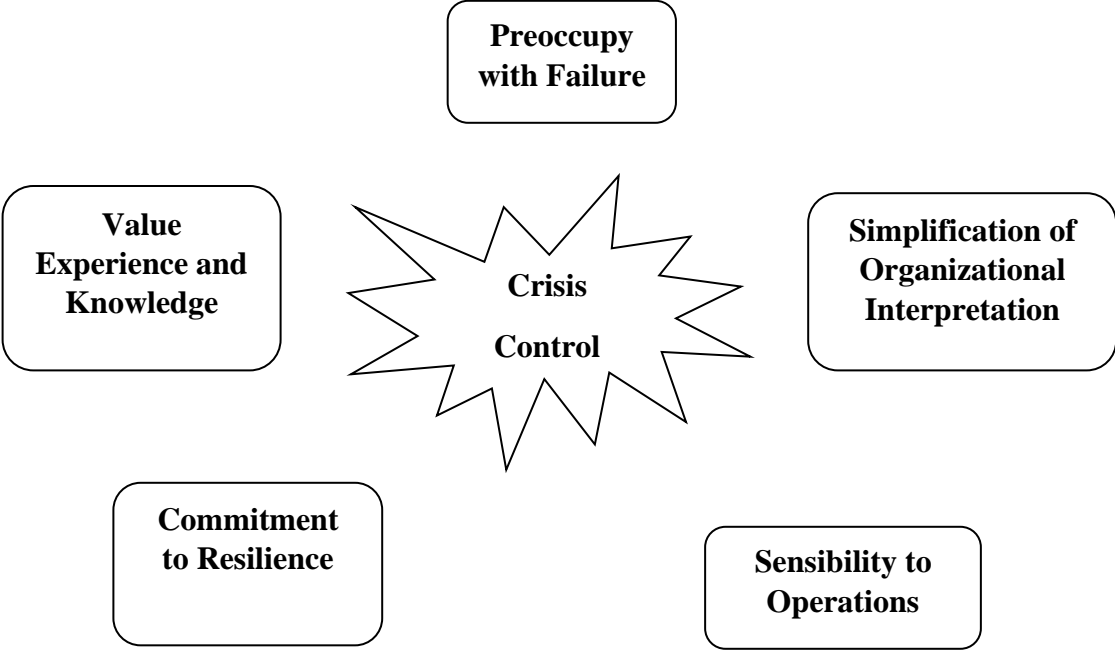 Preoccupy
with Failure
Value
Experience and
Knowledge
Crisis
Control
Simplification of
Organizational
Interpretation
Commitment
to Resilience
Sensibility to
Operations